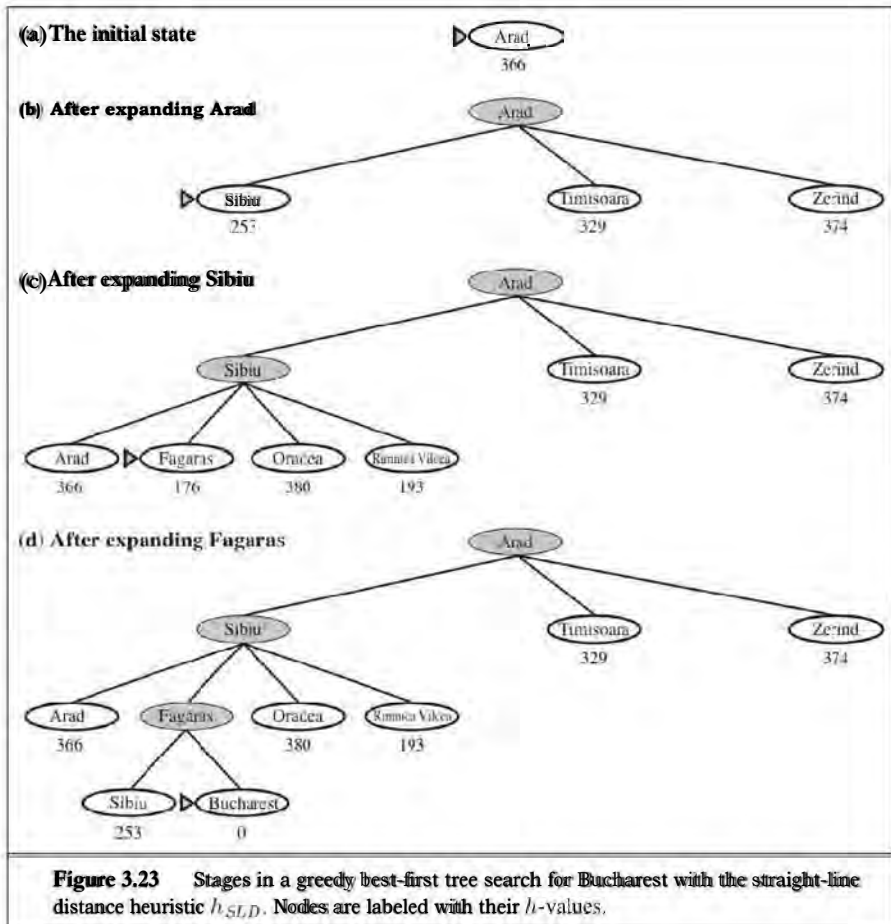 (a) The initial state
Arad
366
(b) After expanding Arad
Arad
Sibiu
Timisoara
Zerind
253
329
374
(c) After expanding Sibiu
Arad
Sibiu
Timisoara
Zerind
329
374
Arad
Fagaras
Oradea
Rimnicu Vilcea
366
176
380
193
(d) After expanding Fagaras
Arad
Sibiu
Timisoara
Zerind
329
374
Arad
Fagaras
Oradea
Rimnicu Vilcea
366
380
193
Sibiu
Bucharest
253
0
Figure 3.23 Stages in a greedy best-first tree search for Bucharest with the straight-line
distance heuristic h_SLD. Nodes are labeled with their h-values.